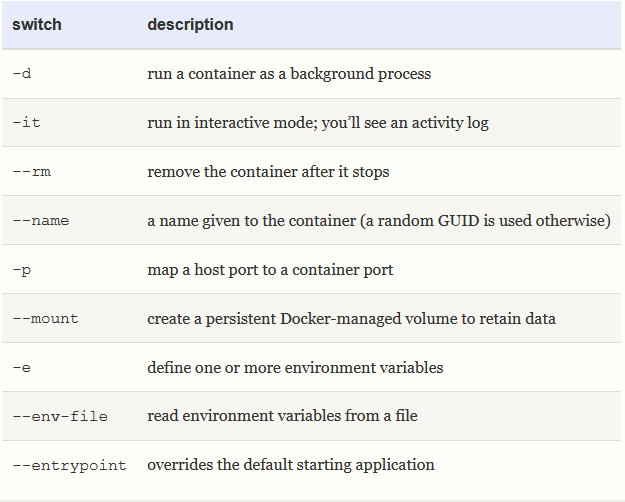 switch description
-d run a container as a background process
-it run in interactive mode; you’ll see an activity log
--rm remove the container after it stops
--name a name given to the container (a random GUID is used otherwise)
-p map a host port to a container port
--mount create a persistent Docker-managed volume to retain data
-e define one or more environment variables
--env-file read environment variables from a file
--entrypoint overrides the default starting application